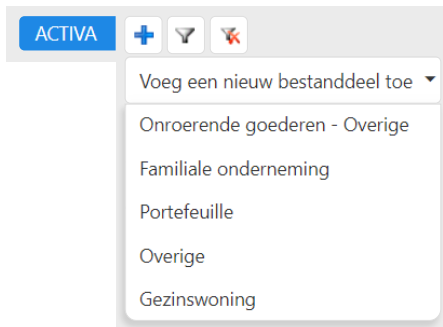 ACTIVA
Voeg een nieuw bestanddeel toe
Onroerende goederen - Overige
Familiale onderneming
Portefeuille
Overige
Gezinswoning